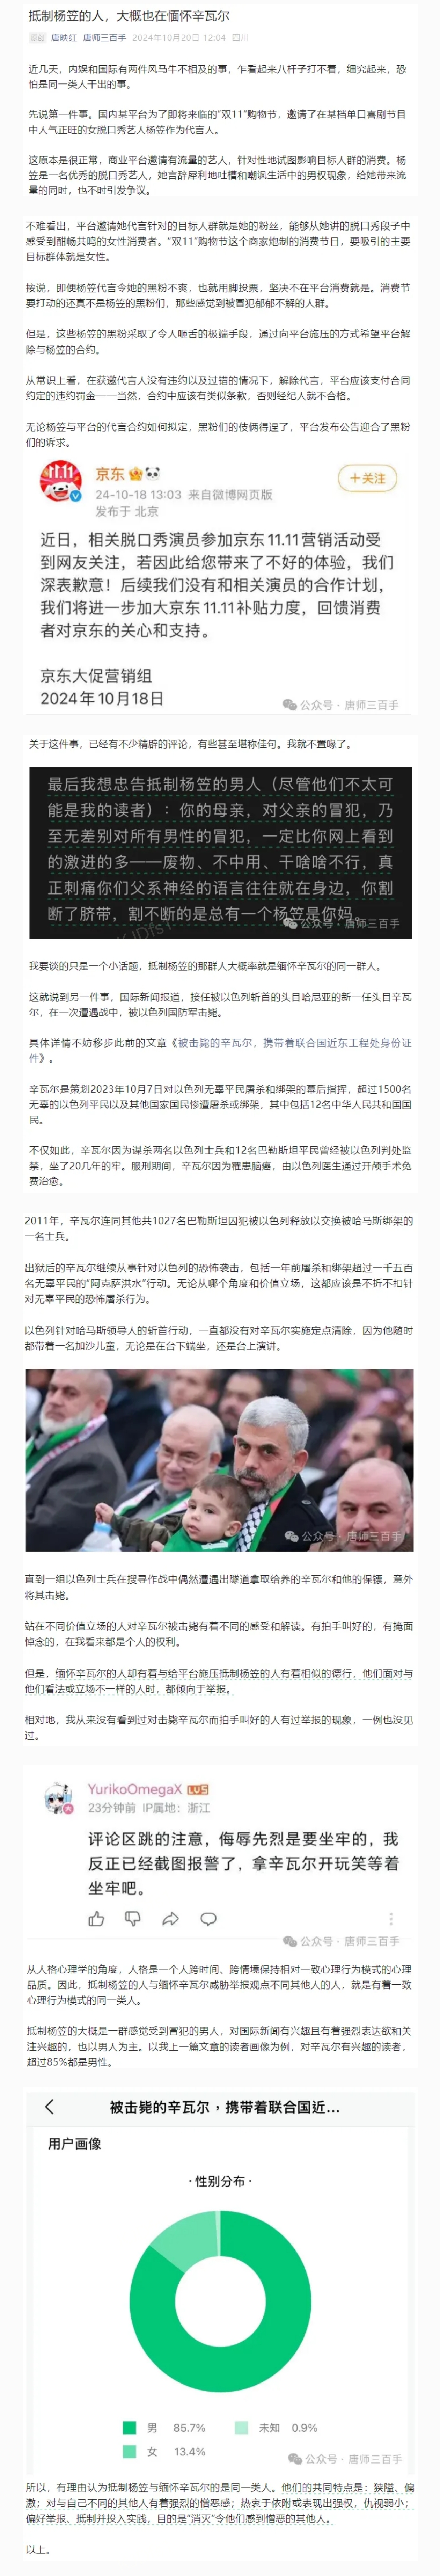 抵制杨笠的人，大概也在缅怀辛瓦尔
原创 唐映红 唐师三百手 2024年10月20日 12:04 四川
近几天，内娱和国际有两件风马牛不相及的事，乍看起来八杆子打不着，细究起来，恐
怕是同一类人干出的事。
先说第一件事。国内某平台为了即将来临的“双11”购物节，邀请了在某档单口喜剧节目
中人气正旺的女脱口秀艺人杨笠作为代言人。
这原本是很正常，商业平台邀请有流量的艺人，针对性地试图影响目标人群的消费。杨
笠是一名优秀的脱口秀艺人，她言辞犀利地吐槽和嘲讽生活中的男权现象，给她带来流
量的同时，也不时引发争议。
不难看出，平台邀请她代言针对的目标人群就是她的粉丝，能够从她讲的脱口秀段子中
感受到酣畅共鸣的女性消费者。“双11”购物节这个商家炮制的消费节日，要吸引的主要
目标群体就是女性。
按说，即便杨笠代言令她的黑粉不爽，也就用脚投票，坚决不在平台消费就是。消费节
要打动的还真不是杨笠的黑粉们，那些感觉到被冒犯郁郁不解的人群。
但是，这些杨笠的黑粉采取了令人咂舌的极端手段，通过向平台施压的方式希望平台解
除与杨笠的合约。
从常识上看，在获邀代言人没有违约以及过错的情况下，解除代言，平台应该支付合同
约定的违约罚金——当然，合约中应该有类似条款，否则经纪人就不合格。
无论杨笠与平台的代言合约如何拟定，黑粉们的伎俩得逞了，平台发布公告迎合了黑粉
们的诉求。
京东
＋关注
24-10-18 13:03 来自微博网页版
发布于 北京
近日，相关脱口秀演员参加京东11.11营销活动受
到网友关注，若因此给您带来了不好的体验，我们
深表歉意！后续我们没有和相关演员的合作计划，
我们将进一步加大京东11.11补贴力度，回馈消费
者对京东的关心和支持。
京东大促营销组
2024年10月18日
公众号 · 唐师三百手
关于这件事，已经有不少精辟的评论，有些甚至堪称佳句。我就不置喙了。
最后我想忠告抵制杨笠的男人（尽管他们不太可
能是我的读者）：你的母亲，对父亲的冒犯，乃
至无差别对所有男性的冒犯，一定比你网上看到
的激进的多——废物、不中用、干啥啥不行，真
正刺痛你们父系神经的语言往往就在身边，你割
断了脐带，割不断的是总有一个杨笠是你妈。
公众号 · 唐师三百手
我要谈的只是一个小话题，抵制杨笠的那群人大概率就是缅怀辛瓦尔的同一群人。
这就说到另一件事，国际新闻报道，接任被以色列斩首的头目哈尼亚的新一任头目辛瓦
尔，在一次遭遇战中，被以色列国防军击毙。
具体详情不妨移步此前的文章《被击毙的辛瓦尔，携带着联合国近东工程处身份证
件》。
辛瓦尔是策划2023年10月7日对以色列无辜平民屠杀和绑架的幕后指挥，超过1500名
无辜的以色列平民以及其他国家国民惨遭屠杀或绑架，其中包括12名中华人民共和国国
民。
不仅如此，辛瓦尔因为谋杀两名以色列士兵和12名巴勒斯坦平民曾经被以色列判处监
禁，坐了20几年的牢。服刑期间，辛瓦尔因为罹患脑癌，由以色列医生通过开颅手术免
费治愈。
2011年，辛瓦尔连同其他共1027名巴勒斯坦囚犯被以色列释放以交换被哈马斯绑架的
一名士兵。
出狱后的辛瓦尔继续从事针对以色列的恐怖袭击，包括一年前屠杀和绑架超过一千五百
名无辜平民的“阿克萨洪水”行动。无论从哪个角度和价值立场，这都应该是不折不扣针
对无辜平民的恐怖屠杀行为。
以色列针对哈马斯领导人的斩首行动，一直都没有对辛瓦尔实施定点清除，因为他随时
都带着一名加沙儿童，无论是在台下端坐，还是台上演讲。
公众号 · 唐师三百手
直到一组以色列士兵在搜寻作战中偶然遭遇出隧道拿取给养的辛瓦尔和他的保镖，意外
将其击毙。
站在不同价值立场的人对辛瓦尔被击毙有着不同的感受和解读。有拍手叫好的，有掩面
悼念的，在我看来都是个人的权利。
但是，缅怀辛瓦尔的人却有着与给平台施压抵制杨笠的人有着相似的德行，他们面对与
他们看法或立场不一样的人时，都倾向于举报。
相对地，我从来没有看到过对击毙辛瓦尔而拍手叫好的人有过举报的现象，一例也没见
过。
YurikoOmegaX LV5
23分钟前 IP属地：浙江
评论区跳的注意，侮辱先烈是要坐牢的，我
反正已经截图报警了，拿辛瓦尔开玩笑等着
坐牢吧。
公众号 · 唐师三百手
从人格心理学的角度，人格是一个人跨时间、跨情境保持相对一致心理行为模式的心理
品质。因此，抵制杨笠的人与缅怀辛瓦尔威胁举报观点不同其他人的人，就是有着一致
心理行为模式的同一类人。
抵制杨笠的大概是一群感觉受到冒犯的男人，对国际新闻有兴趣且有着强烈表达欲和关
注兴趣的，也以男人为主。以我上一篇文章的读者画像为例，对辛瓦尔有兴趣的读者，
超过85%都是男性。
被击毙的辛瓦尔，携带着联合国近...
用户画像
· 性别分布 ·
男 85.7% 未知 0.9%
女 13.4%
公众号 · 唐师三百手
所以，有理由认为抵制杨笠与缅怀辛瓦尔的是同一类人。他们的共同特点是：狭隘、偏
激；对与自己不同的其他人有着强烈的憎恶感；热衷于依附或表现出强权，仇视弱小；
偏好举报、抵制并投入实践，目的是“消灭”令他们感到憎恶的其他人。
以上。